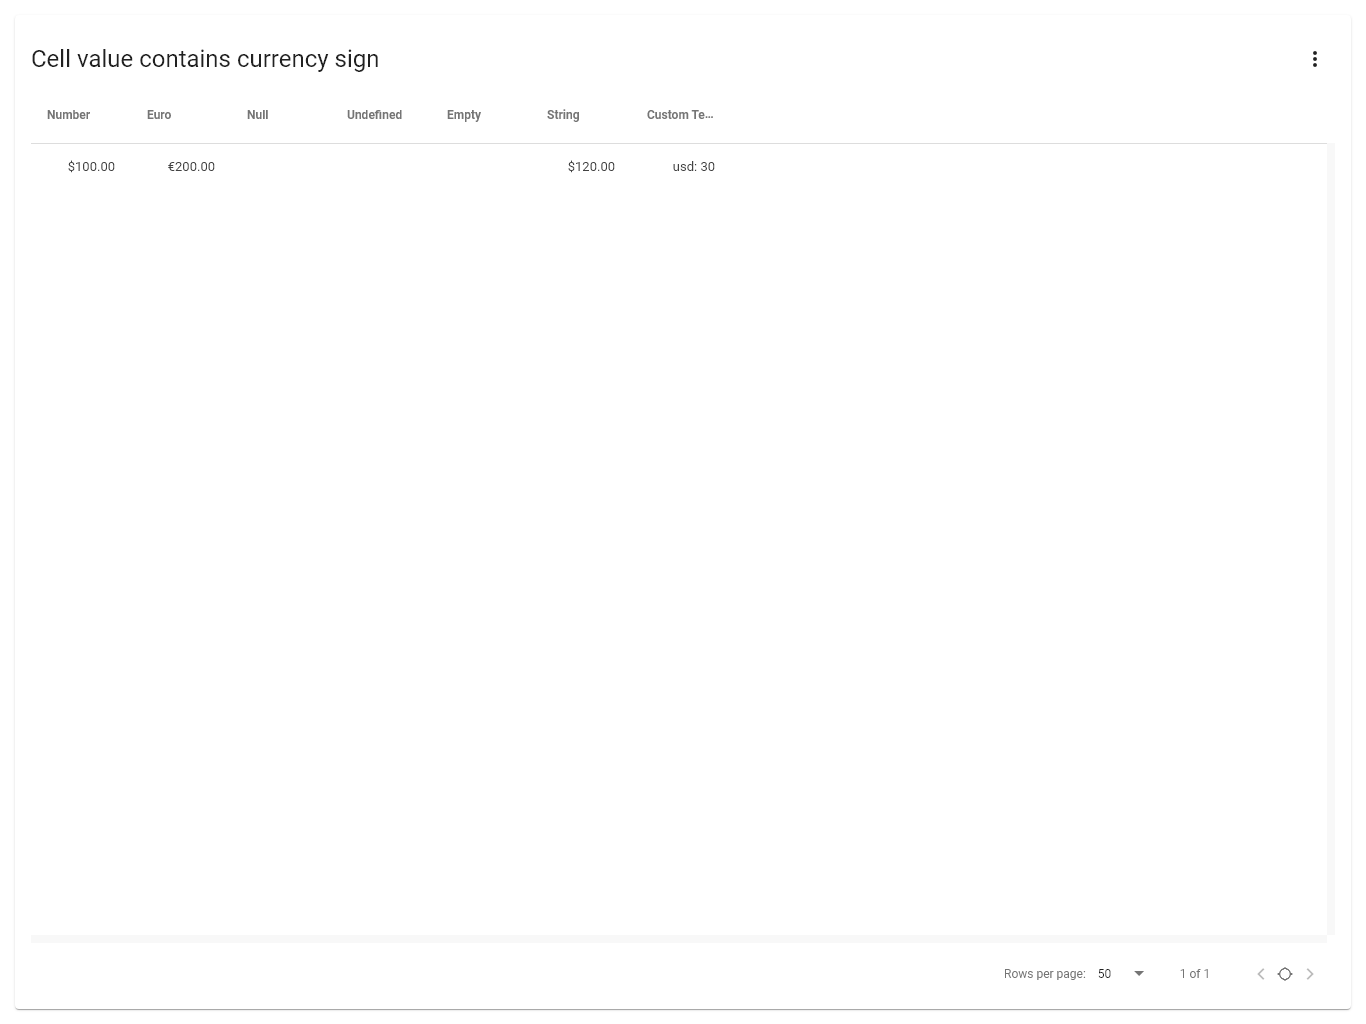 Cell value contains currency sign
Number Euro Null Undefined Empty String Custom Te...
$100.00 €200.00 $120.00 usd: 30
Rows per page: 50 1 of 1